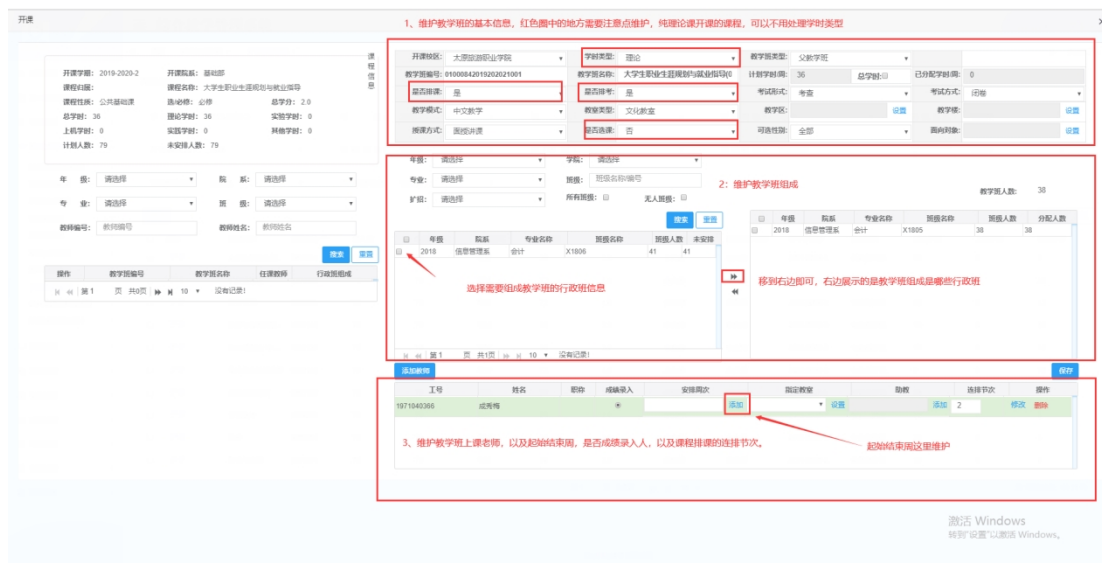 开课
1、维护教学班的基本信息，红色圈中的地方需要注意点维护，纯理论课开课的课程，可以不用处理学时类型
课程信息
开课学期: 2019-2020-2 开课院系: 基础部
课程归属: 课程名称: 大学生职业生涯规划与就业指导
课程性质: 公共基础课 选/必修: 必修 总学分: 2.0
总学时: 36 理论学时: 36 实验学时: 0
上机学时: 0 实践学时: 0 其他学时: 0
计划人数: 79 未安排人数: 79
年 级: 请选择 院 系: 请选择
专 业: 请选择 班 级: 请选择
教师编号: 教师编号 教师姓名: 教师姓名
搜索 重置
操作 教学班编号 教学班名称 任课教师 行政班组成
第 1 页 共0页 10 没有记录!
开课校区: 太原旅游职业学院 学时类型: 理论 教学班类型: 父教学班
教学班编号: 01000842019202021001 教学班名称: 大学生职业生涯规划与就业指导(0 计划学时/周: 36 总学时: 已分配学时/周: 0
是否排课: 是 是否排考: 是 考试形式: 考查 考试方式: 闭卷
教学模式: 中文教学 教室类型: 文化教室 教学区: 设置 教学楼: 设置
授课方式: 面授讲课 是否选课: 否 可选性别: 全部 面向对象: 设置
年级: 请选择 学院: 请选择
专业: 请选择 班级: 班级名称/编号
扩招: 请选择 所有班级: 无人班级:
2：维护教学班组成
教学班人数: 38
搜索 重置
年级 院系 专业名称 班级名称 班级人数 未安排
2018 信息管理系 会计 X1806 41 41
年级 院系 专业名称 班级名称 班级人数 分配人数
2018 信息管理系 会计 X1805 38 38
选择需要组成教学班的行政班信息
移到右边即可，右边展示的是教学班组成是哪些行政班
第 1 页 共1页 10 没有记录!
添加教师 保存
工号 姓名 职称 成绩录入 安排周次 指定教室 助教 连排节次 操作
1971040366 成秀梅 添加 设置 添加 2 修改 删除
3、维护教学班上课老师，以及起始结束周，是否成绩录入人，以及课程排课的连排节次。
起始结束周这里维护
激活 Windows
转到"设置"以激活 Windows。